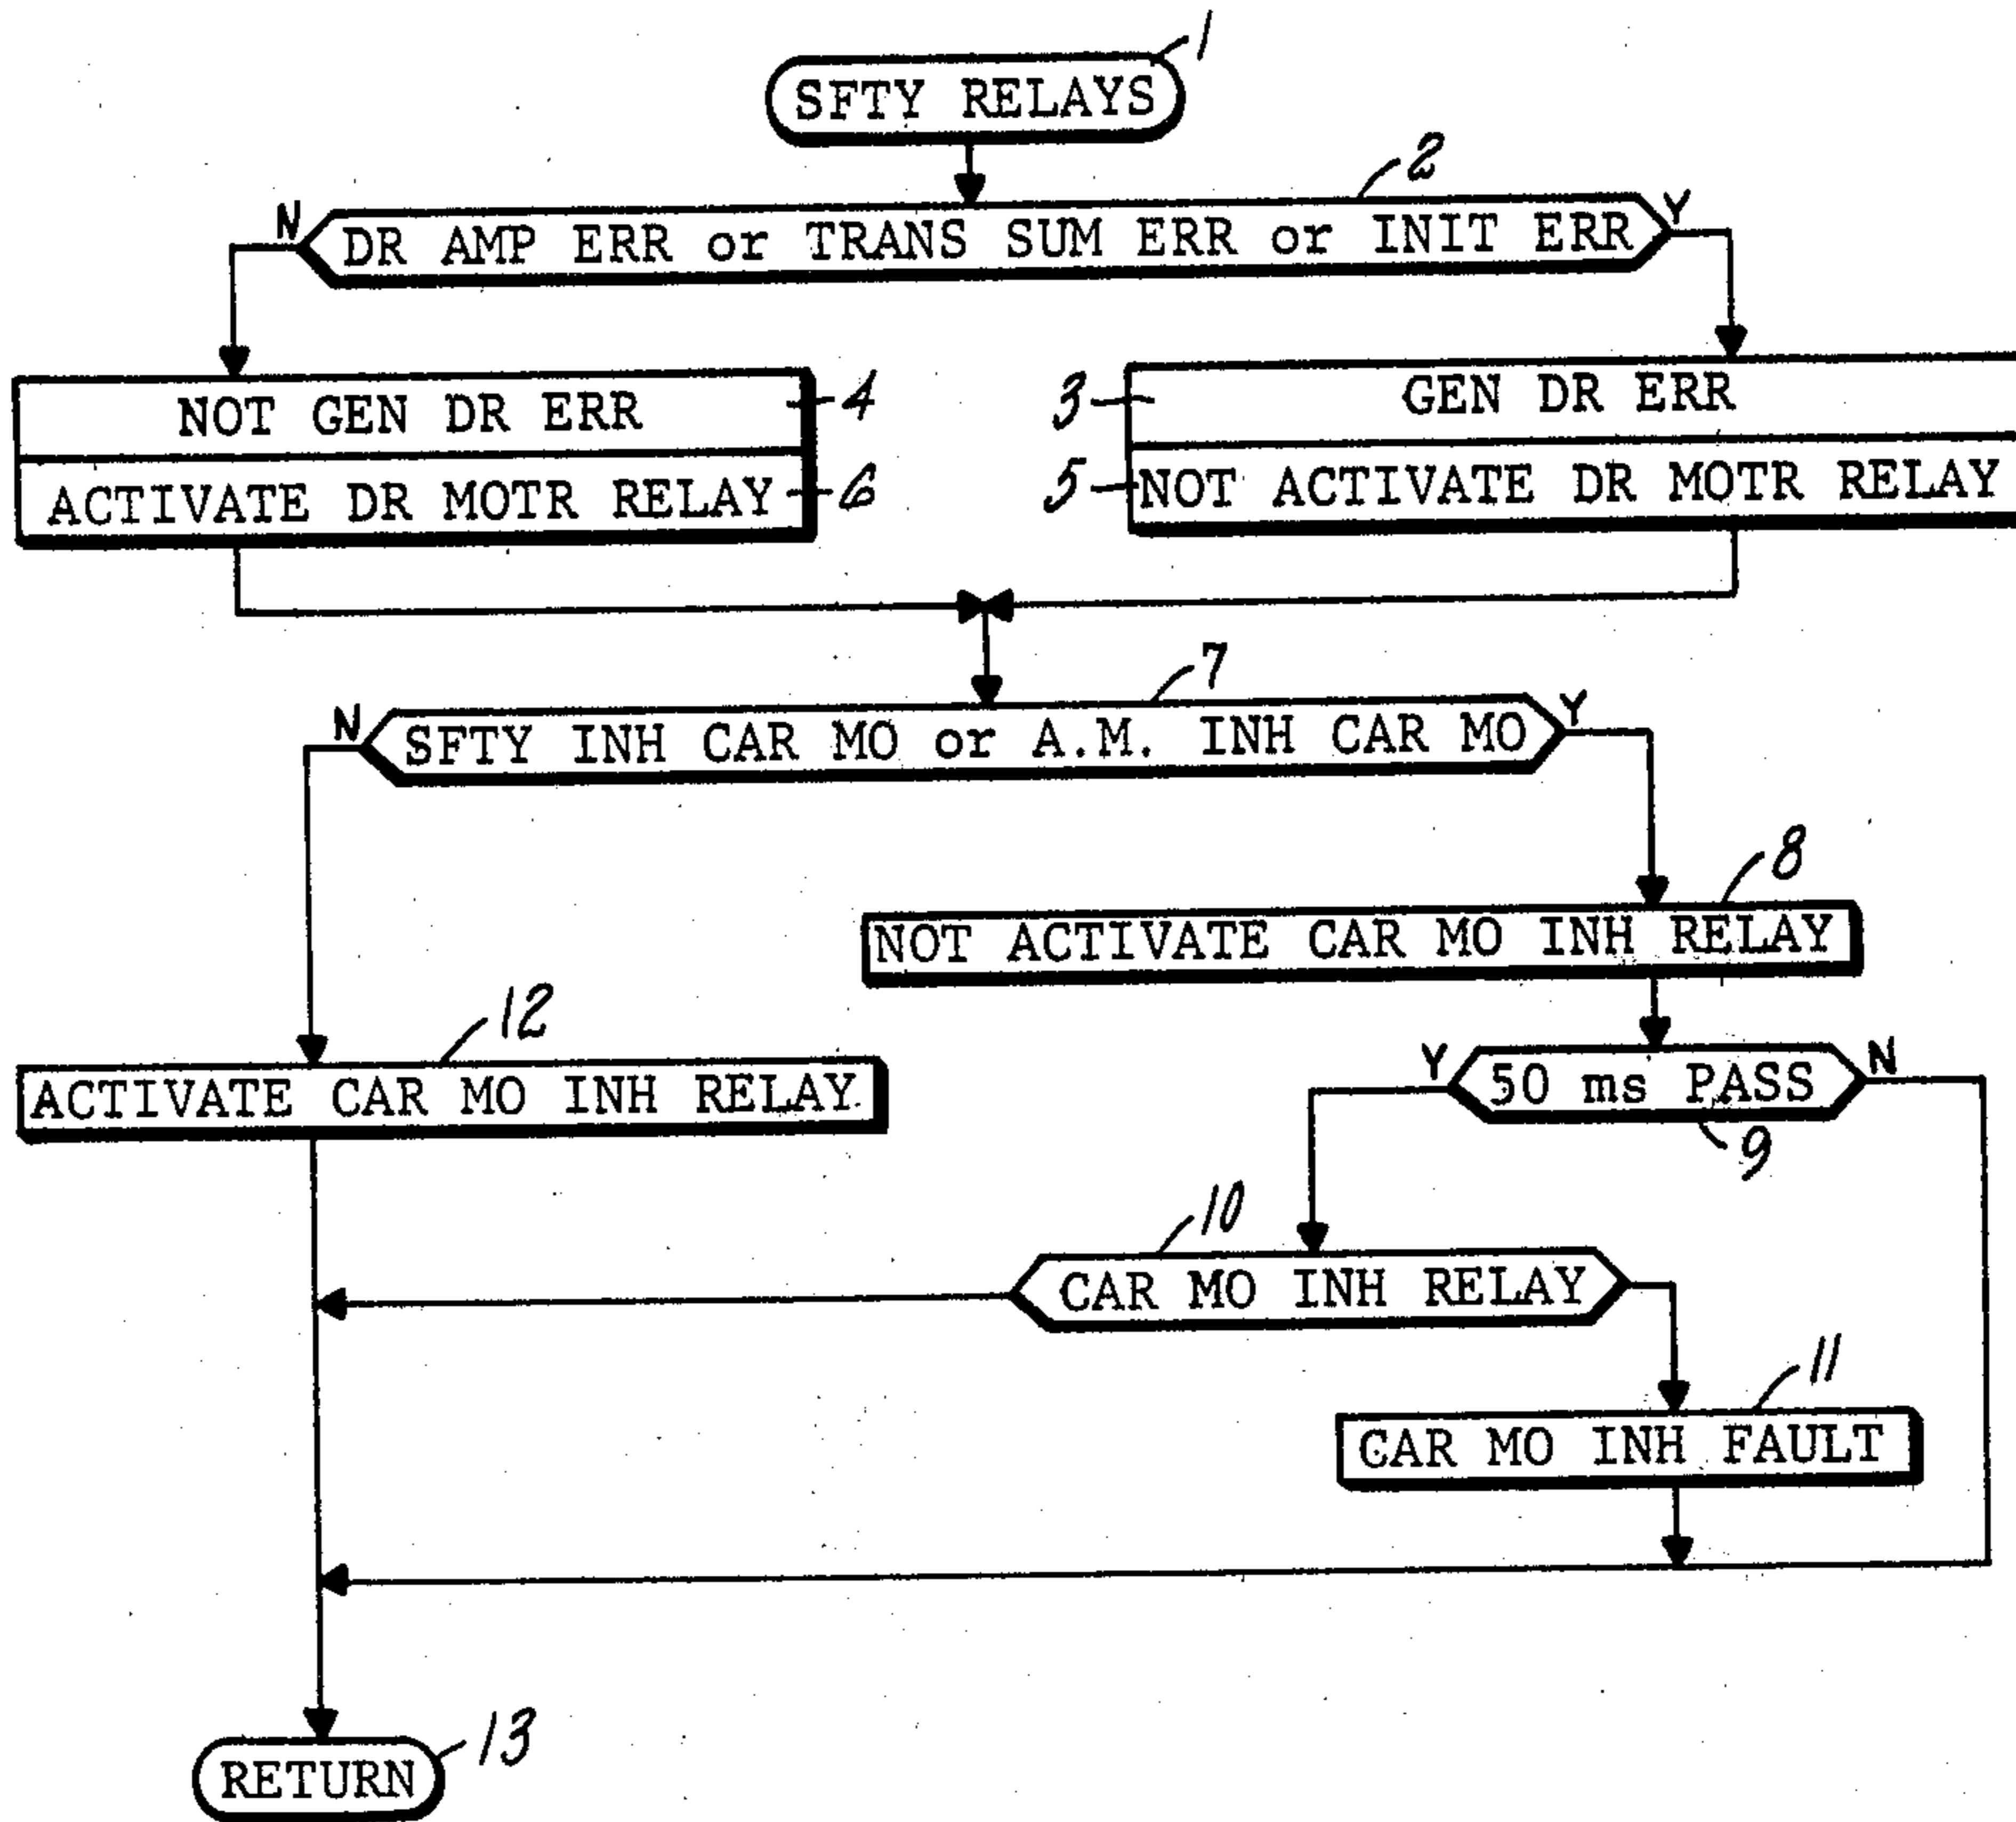 1
SFTY RELAYS
2
N
Y
DR AMP ERR or TRANS SUM ERR or INIT ERR
NOT GEN DR ERR
4
3
GEN DR ERR
ACTIVATE DR MOTR RELAY
6
5
NOT ACTIVATE DR MOTR RELAY
7
N
Y
SFTY INH CAR MO or A.M. INH CAR MO
8
NOT ACTIVATE CAR MO INH RELAY
12
ACTIVATE CAR MO INH RELAY
Y
N
50 ms PASS
9
10
CAR MO INH RELAY
11
CAR MO INH FAULT
13
RETURN